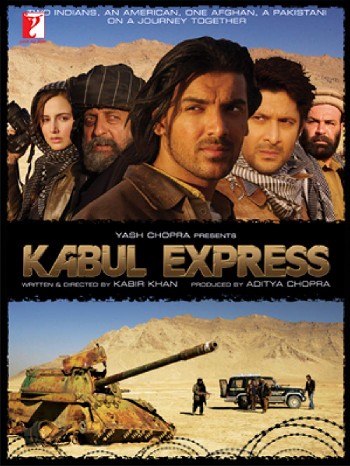 TWO INDIANS, AN AMERICAN, ONE AFGHAN, A PAKISTANI
ON A JOURNEY TOGETHER
YASH CHOPRA PRESENTS
KABUL EXPRESS
WRITTEN & DIRECTED BY KABIR KHAN PRODUCED BY ADITYA CHOPRA